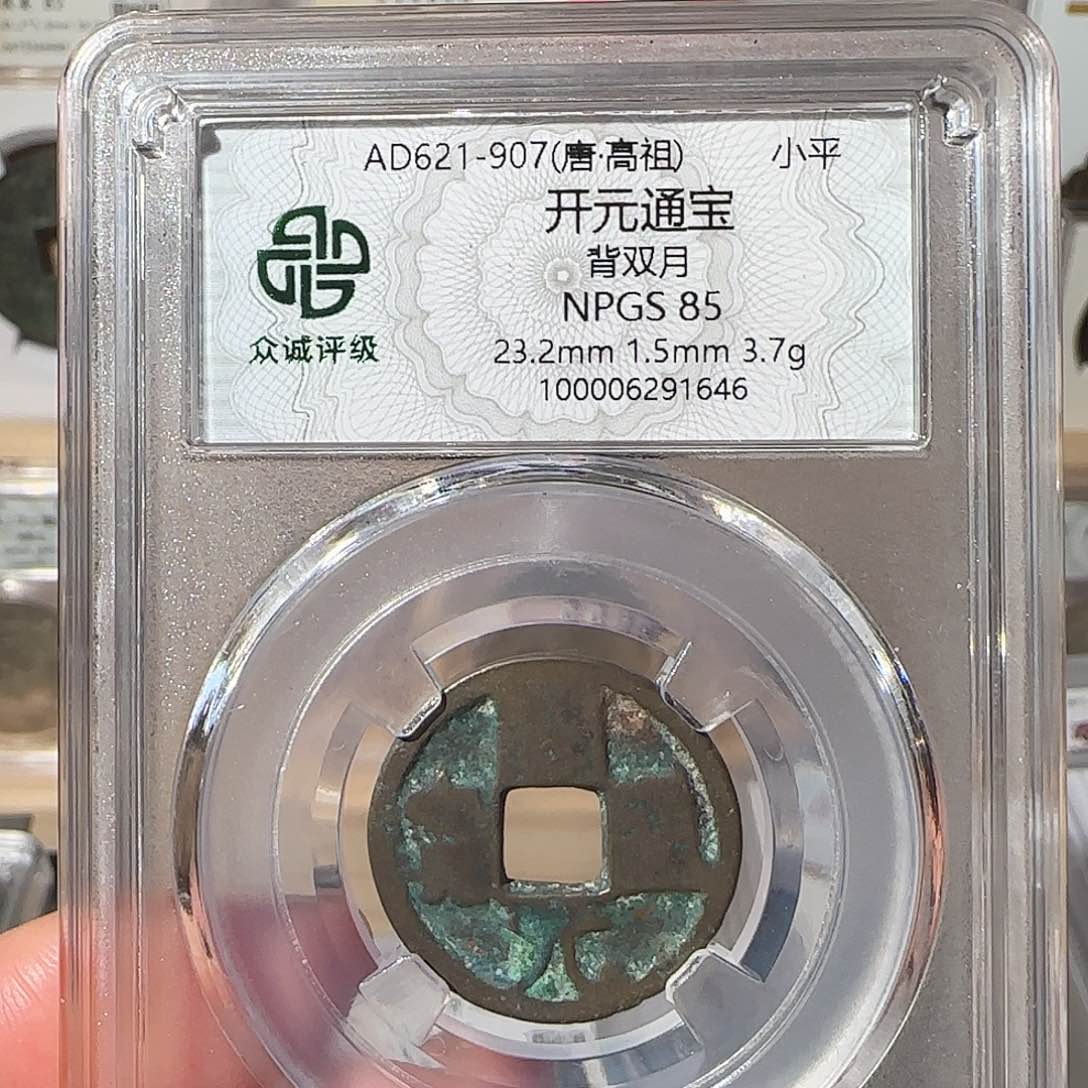 AD621-907(唐·高祖) 小平
开元通宝
背双月
NPGS 85
23.2mm 1.5mm 3.7g
100006291646
众诚评级